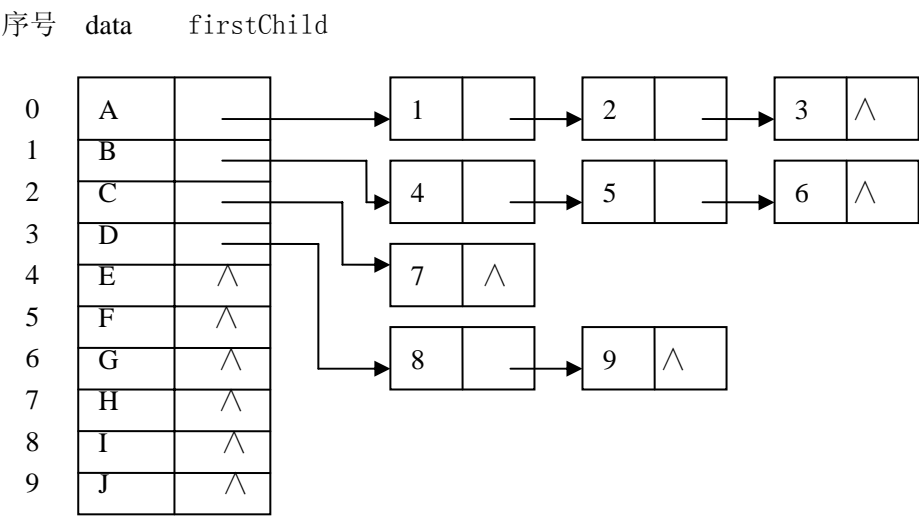 序号 data firstChild
0 A 1 2 3 ∧
1 B
2 C 4 5 6 ∧
3 D
4 E ∧ 7 ∧
5 F ∧
6 G ∧ 8 9 ∧
7 H ∧
8 I ∧
9 J ∧